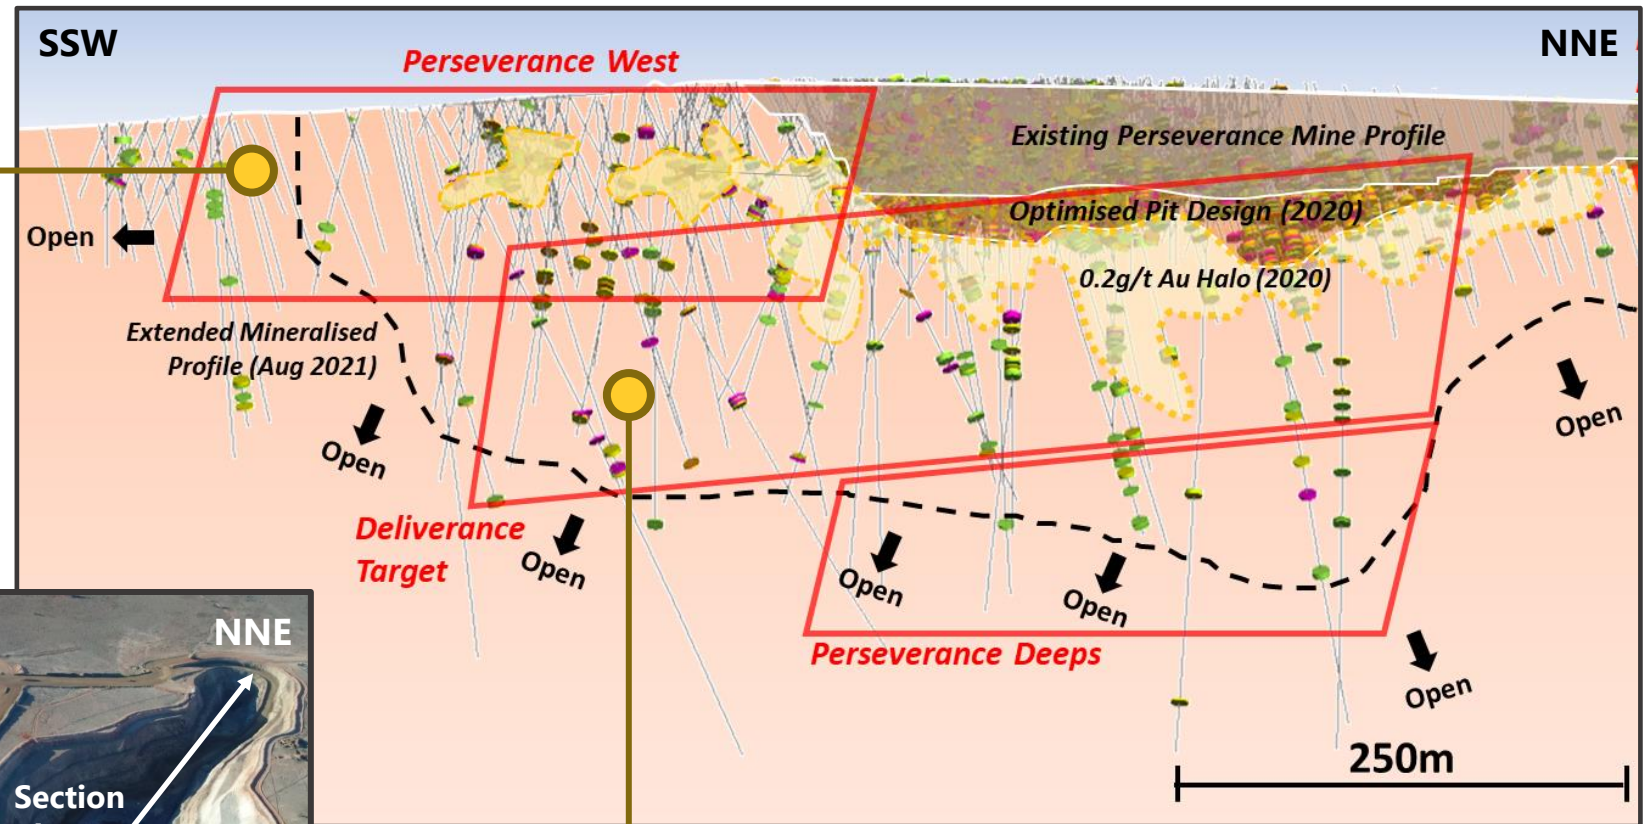 SSW
NNE
Perseverance West
Existing Perseverance Mine Profile
Optimised Pit Design (2020)
Open
0.2g/t Au Halo (2020)
Extended Mineralised
Profile (Aug 2021)
Open
Open
Deliverance
Target
Open
Open
Open
Perseverance Deeps
Open
250m
NNE
Section